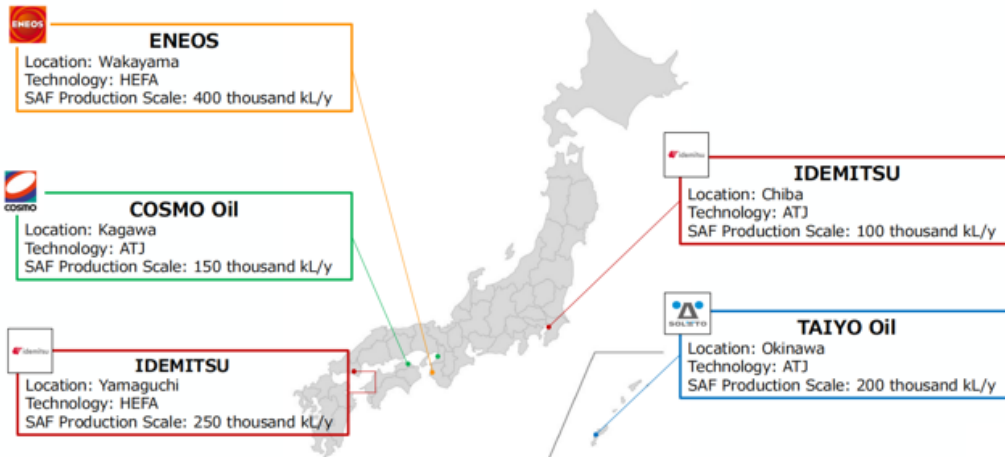 ENEOS
ENEOS
Location: Wakayama
Technology: HEFA
SAF Production Scale: 400 thousand kL/y
COSMO
COSMO Oil
Location: Kagawa
Technology: ATJ
SAF Production Scale: 150 thousand kL/y
idemitsu
IDEMITSU
Location: Yamaguchi
Technology: HEFA
SAF Production Scale: 250 thousand kL/y
idemitsu
IDEMITSU
Location: Chiba
Technology: ATJ
SAF Production Scale: 100 thousand kL/y
TAIYO Oil
Location: Okinawa
Technology: ATJ
SAF Production Scale: 200 thousand kL/y